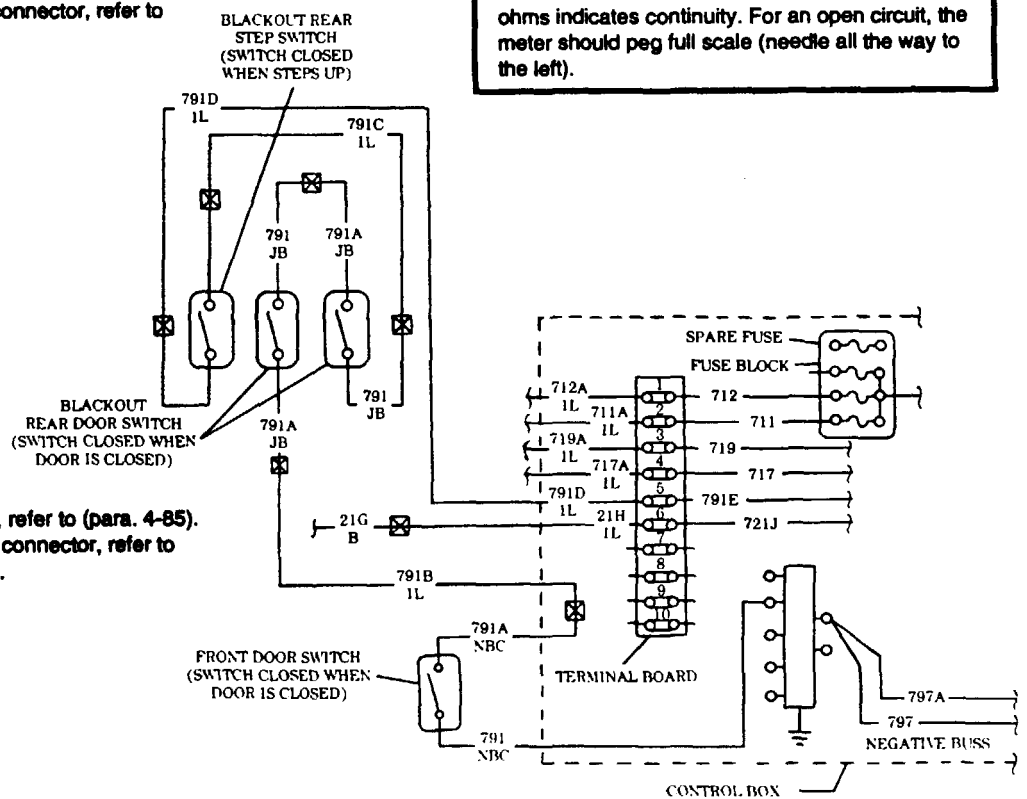 connector, refer to
ohms indicates continuity. For an open circuit, the
meter should peg full scale (needle all the way to
the left).
BLACKOUT REAR
STEP SWITCH
(SWITCH CLOSED
WHEN STEPS UP)
791D
1L
791C
1L
791
JB
791A
JB
BLACKOUT
REAR DOOR SWITCH
(SWITCH CLOSED WHEN
DOOR IS CLOSED)
791A
JB
791
JB
SPARE FUSE
FUSE BLOCK
712A
1L
1
712
711A
1L
2
711
719A
1L
3
719
717A
1L
4
717
791D
1L
5
791E
21H
1L
6
721J
7
8
9
10
, refer to (para. 4-85).
connector, refer to
.
21G
B
791B
1L
791A
NBC
FRONT DOOR SWITCH
(SWITCH CLOSED WHEN
DOOR IS CLOSED)
791
NBC
TERMINAL BOARD
797A
797
NEGATIVE BUSS
CONTROL BOX